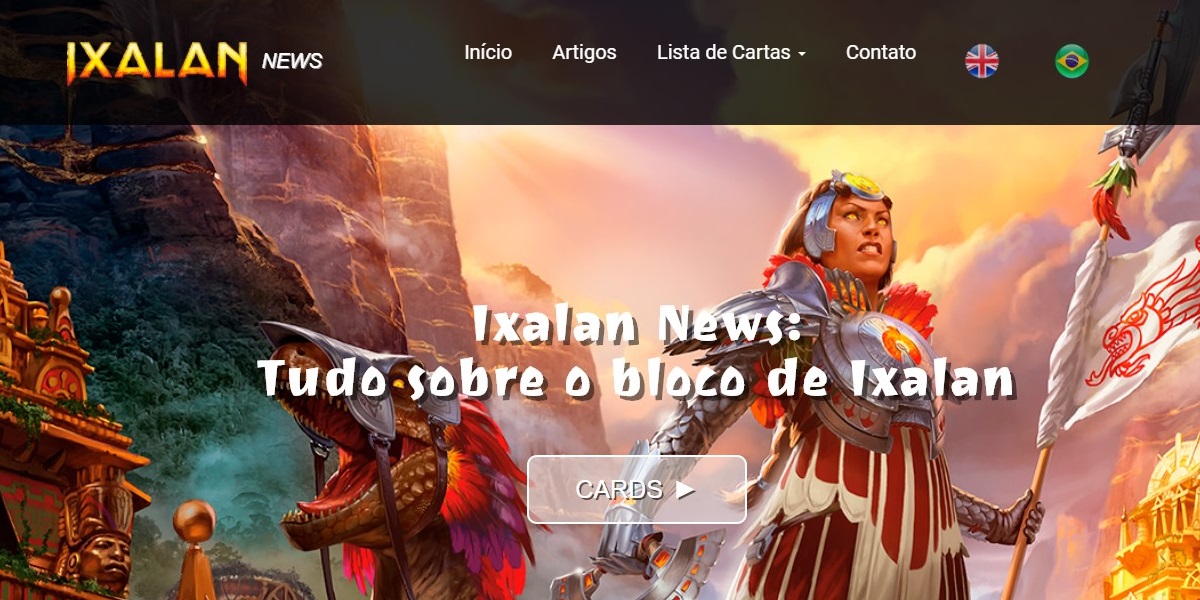 IXALAN NEWS
Início Artigos Lista de Cartas Contato
Ixalan News:
Tudo sobre o bloco de Ixalan
CARDS ►